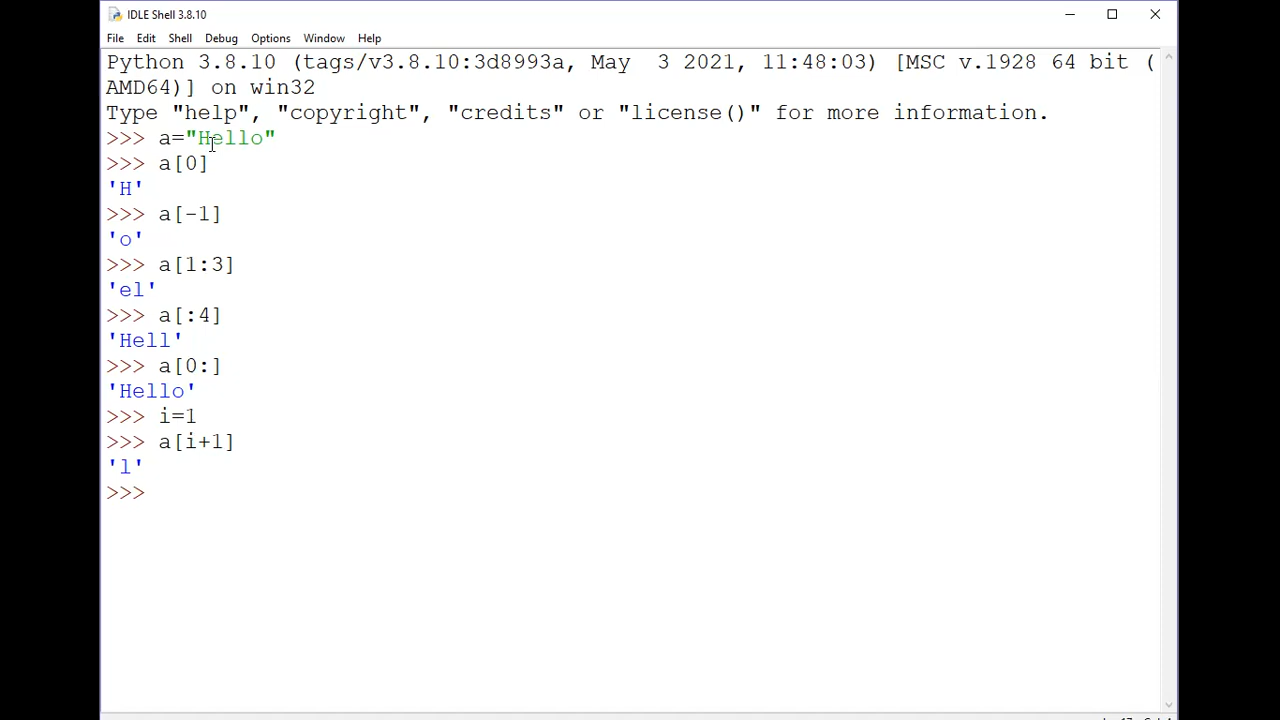 IDLE Shell 3.8.10
File Edit Shell Debug Options Window Help
Python 3.8.10 (tags/v3.8.10:3d8993a, May  3 2021, 11:48:03) [MSC v.1928 64 bit (
AMD64)] on win32
Type "help", "copyright", "credits" or "license()" for more information.
>>> a="Hello"
>>> a[0]
'H'
>>> a[-1]
'o'
>>> a[1:3]
'el'
>>> a[:4]
'Hell'
>>> a[0:]
'Hello'
>>> i=1
>>> a[i+1]
'l'
>>>